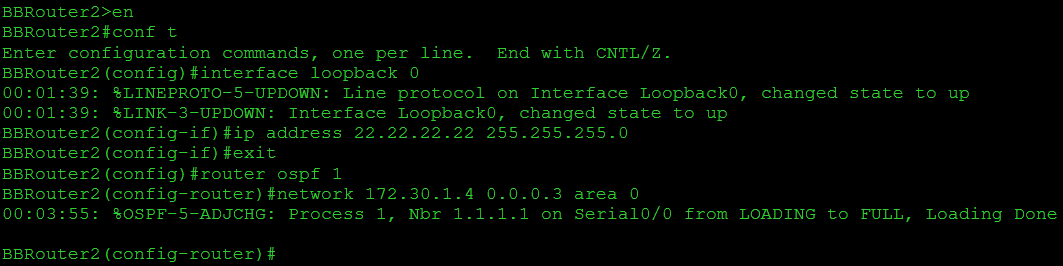 BBRouter2>en
BBRouter2#conf t
Enter configuration commands, one per line.  End with CNTL/Z.
BBRouter2(config)#interface loopback 0
00:01:39: %LINEPROTO-5-UPDOWN: Line protocol on Interface Loopback0, changed state to up
00:01:39: %LINK-3-UPDOWN: Interface Loopback0, changed state to up
BBRouter2(config-if)#ip address 22.22.22.22 255.255.255.0
BBRouter2(config-if)#exit
BBRouter2(config)#router ospf 1
BBRouter2(config-router)#network 172.30.1.4 0.0.0.3 area 0
00:03:55: %OSPF-5-ADJCHG: Process 1, Nbr 1.1.1.1 on Serial0/0 from LOADING to FULL, Loading Done
BBRouter2(config-router)#